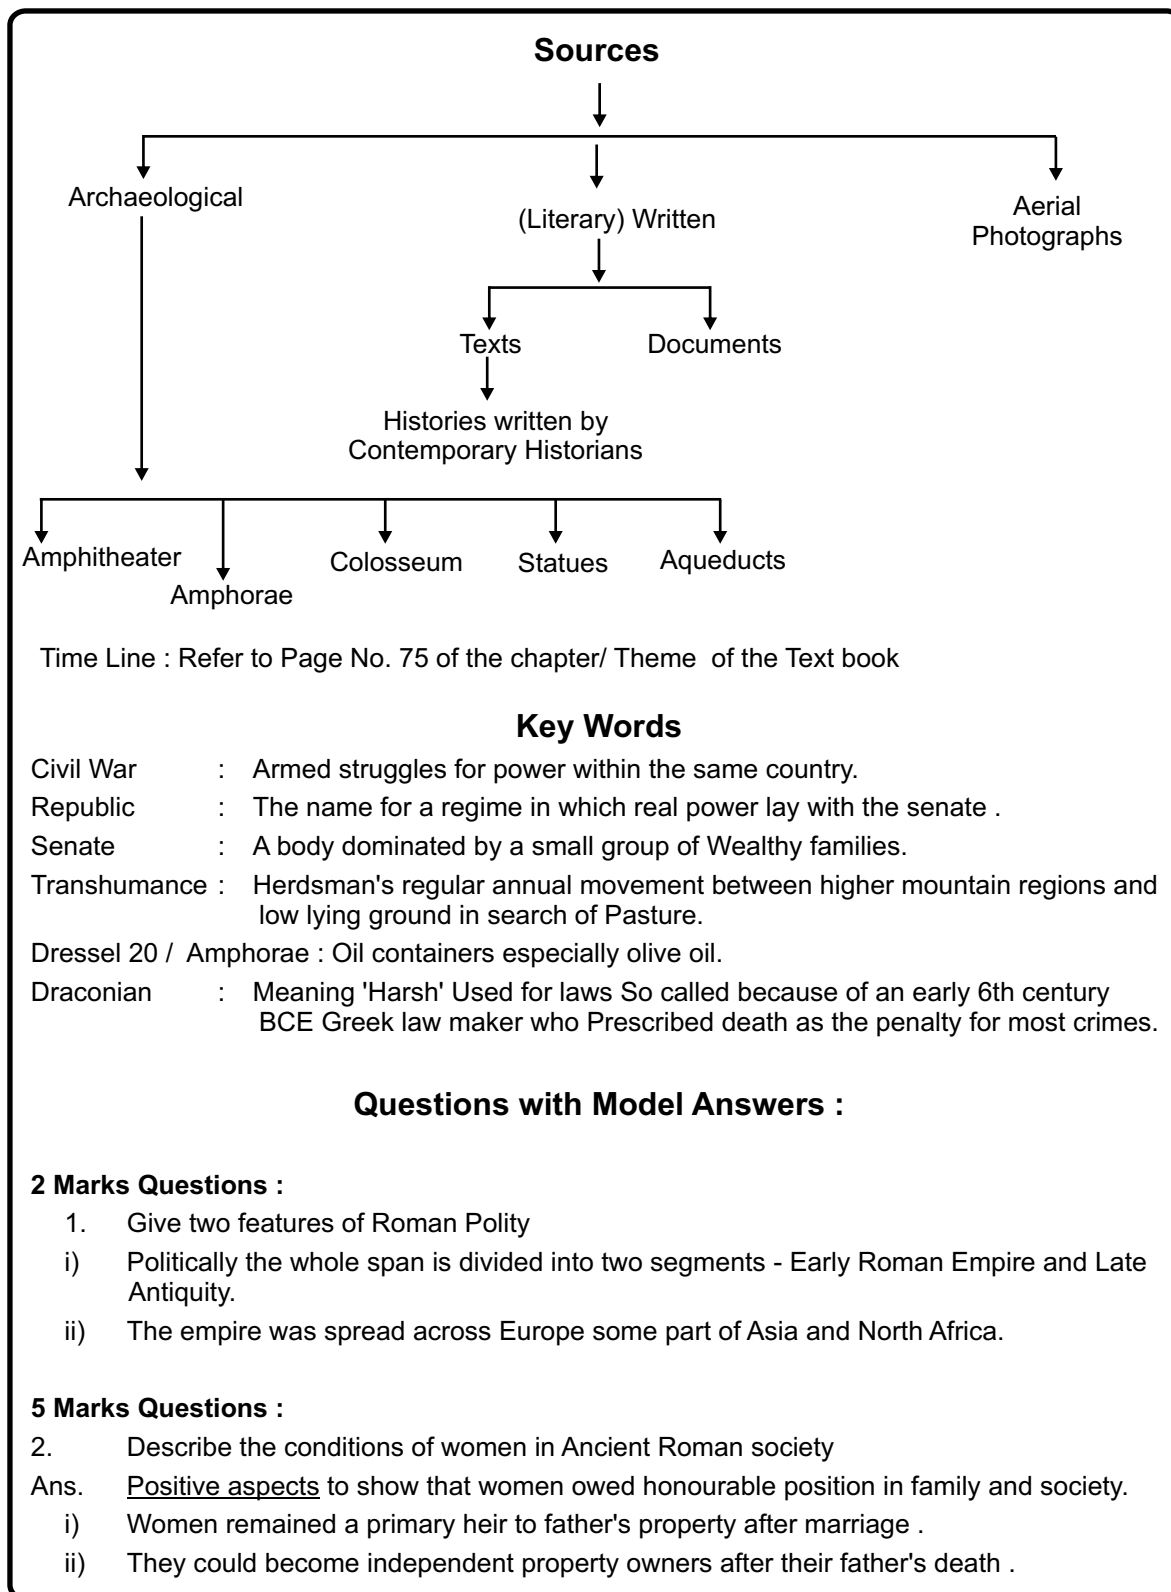 Sources
Archaeological
(Literary) Written
Aerial
Photographs
Texts
Documents
Histories written by
Contemporary Historians
Amphitheater
Amphorae
Colosseum
Statues
Aqueducts
Time Line : Refer to Page No. 75 of the chapter/ Theme of the Text book
Key Words
Civil War : Armed struggles for power within the same country.
Republic : The name for a regime in which real power lay with the senate .
Senate : A body dominated by a small group of Wealthy families.
Transhumance : Herdsman's regular annual movement between higher mountain regions and
low lying ground in search of Pasture.
Dressel 20 / Amphorae : Oil containers especially olive oil.
Draconian : Meaning 'Harsh' Used for laws So called because of an early 6th century
BCE Greek law maker who Prescribed death as the penalty for most crimes.
Questions with Model Answers :
2 Marks Questions :
1. Give two features of Roman Polity
i) Politically the whole span is divided into two segments - Early Roman Empire and Late
Antiquity.
ii) The empire was spread across Europe some part of Asia and North Africa.
5 Marks Questions :
2. Describe the conditions of women in Ancient Roman society
Ans. Positive aspects to show that women owed honourable position in family and society.
i) Women remained a primary heir to father's property after marriage .
ii) They could become independent property owners after their father's death .